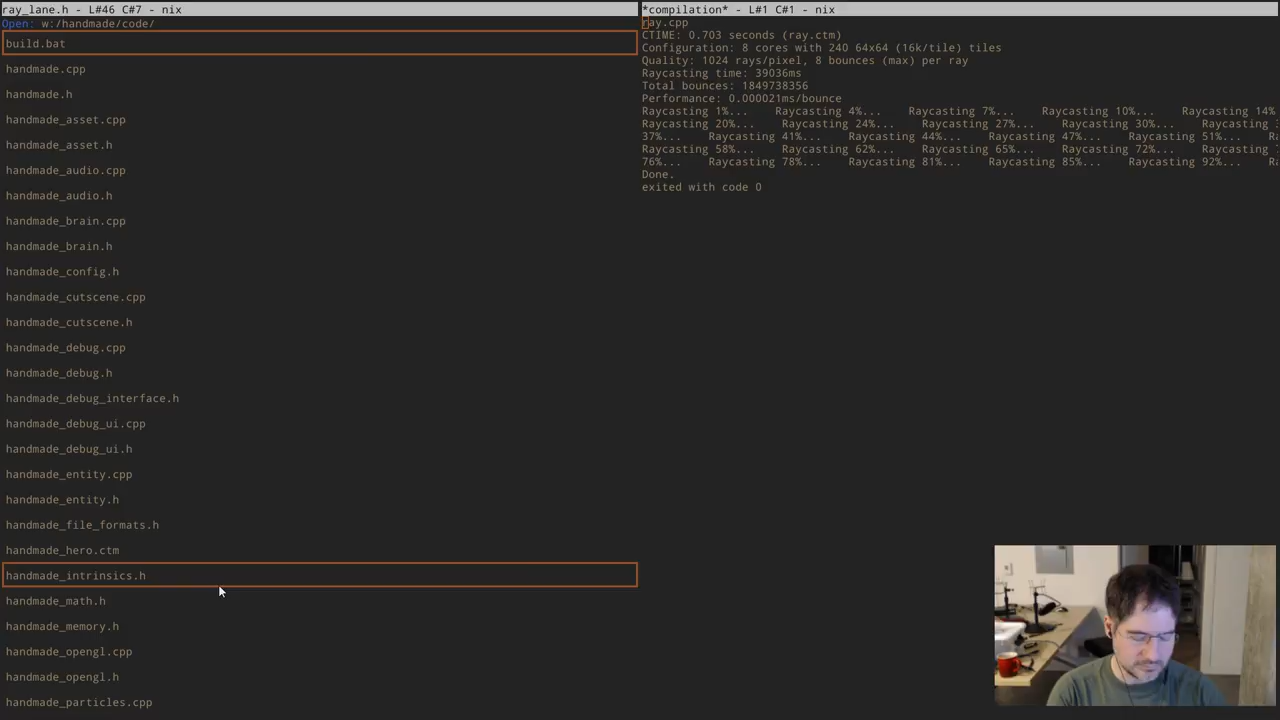 ray_lane.h - L#46 C#7 - nix
Open: w:/handmade/code/
build.bat
handmade.cpp
handmade.h
handmade_asset.cpp
handmade_asset.h
handmade_audio.cpp
handmade_audio.h
handmade_brain.cpp
handmade_brain.h
handmade_config.h
handmade_cutscene.cpp
handmade_cutscene.h
handmade_debug.cpp
handmade_debug.h
handmade_debug_interface.h
handmade_debug_ui.cpp
handmade_debug_ui.h
handmade_entity.cpp
handmade_entity.h
handmade_file_formats.h
handmade_hero.ctm
handmade_intrinsics.h
handmade_math.h
handmade_memory.h
handmade_opengl.cpp
handmade_opengl.h
handmade_particles.cpp
*compilation* - L#1 C#1 - nix
ray.cpp
CTIME: 0.703 seconds (ray.ctm)
Configuration: 8 cores with 240 64x64 (16k/tile) tiles
Quality: 1024 rays/pixel, 8 bounces (max) per ray
Raycasting time: 39036ms
Total bounces: 1849738356
Performance: 0.000021ms/bounce
Raycasting 1%... Raycasting 4%... Raycasting 7%... Raycasting 10%... Raycasting 14%
Raycasting 20%... Raycasting 24%... Raycasting 27%... Raycasting 30%... Raycasting
37%... Raycasting 41%... Raycasting 44%... Raycasting 47%... Raycasting 51%...
Raycasting 58%... Raycasting 62%... Raycasting 65%... Raycasting 72%... Raycasting
76%... Raycasting 78%... Raycasting 81%... Raycasting 85%... Raycasting 92%...
Done.
exited with code 0